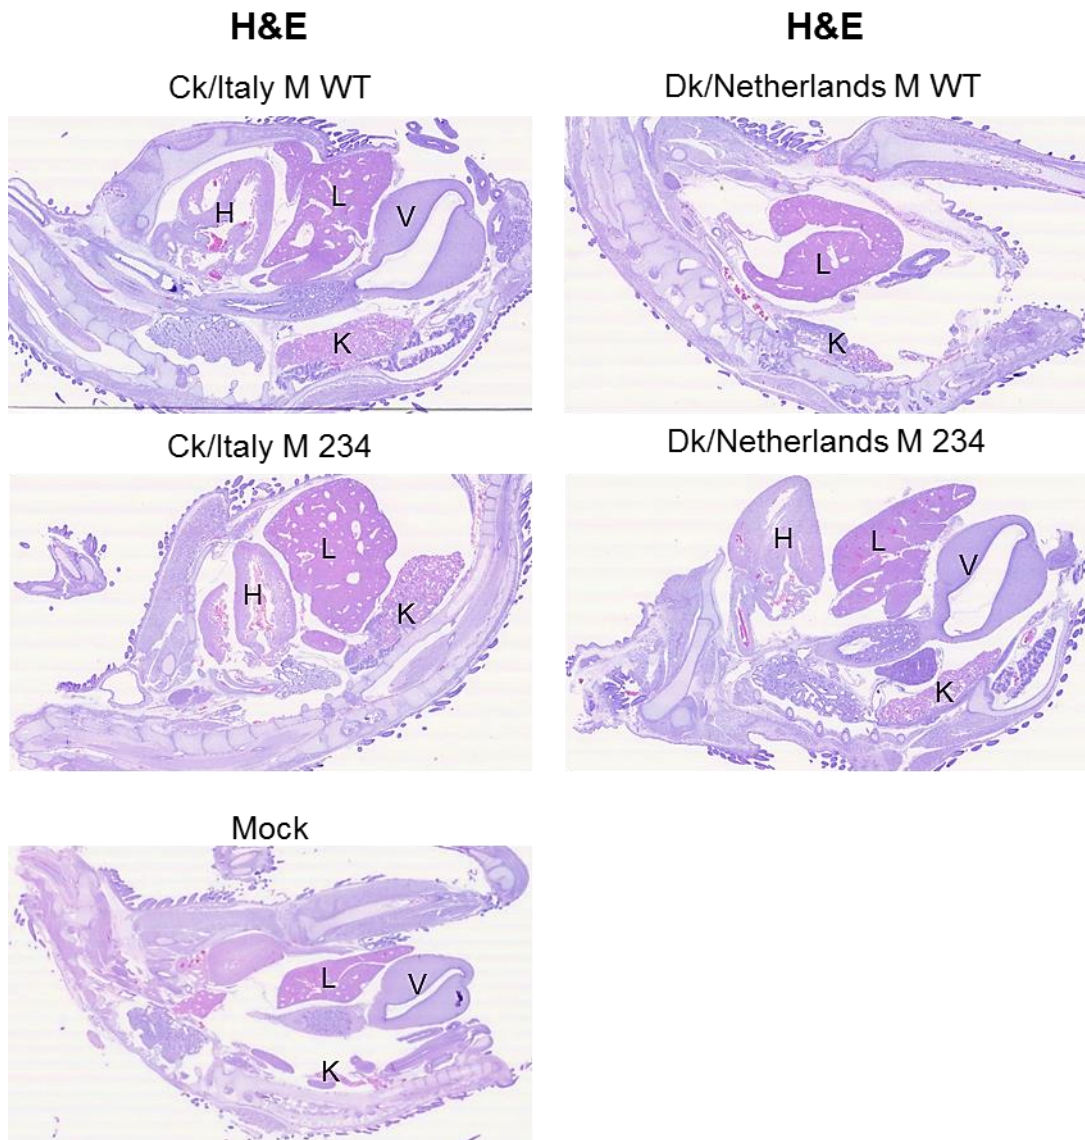 H&E
H&E
Ck/Italy M WT
Dk/Netherlands M WT
H
L
V
K
L
K
Ck/Italy M 234
Dk/Netherlands M 234
L
H
K
H
L
V
K
Mock
L
V
K